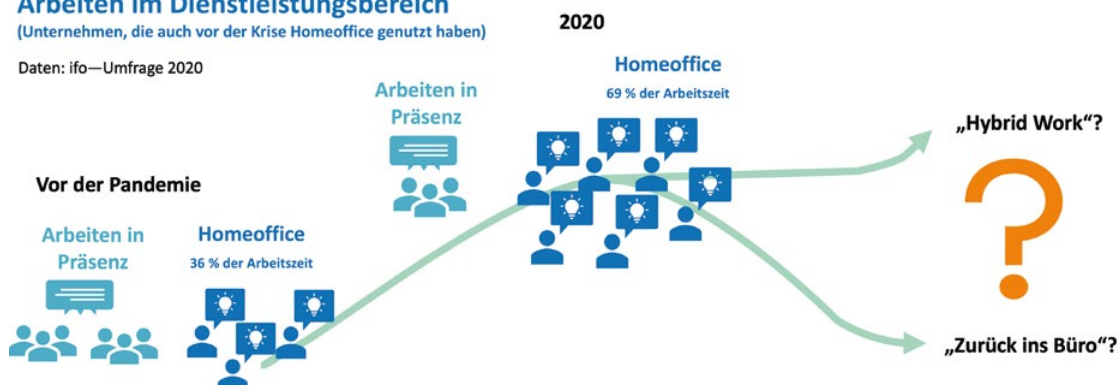 Arbeiten im Dienstleistungsbereich
(Unternehmen, die auch vor der Krise Homeoffice genutzt haben)
Daten: ifo—Umfrage 2020
2020
Arbeiten in
Präsenz
Homeoffice
69 % der Arbeitszeit
„Hybrid Work“?
Vor der Pandemie
Arbeiten in
Präsenz
Homeoffice
36 % der Arbeitszeit
?
„Zurück ins Büro“?